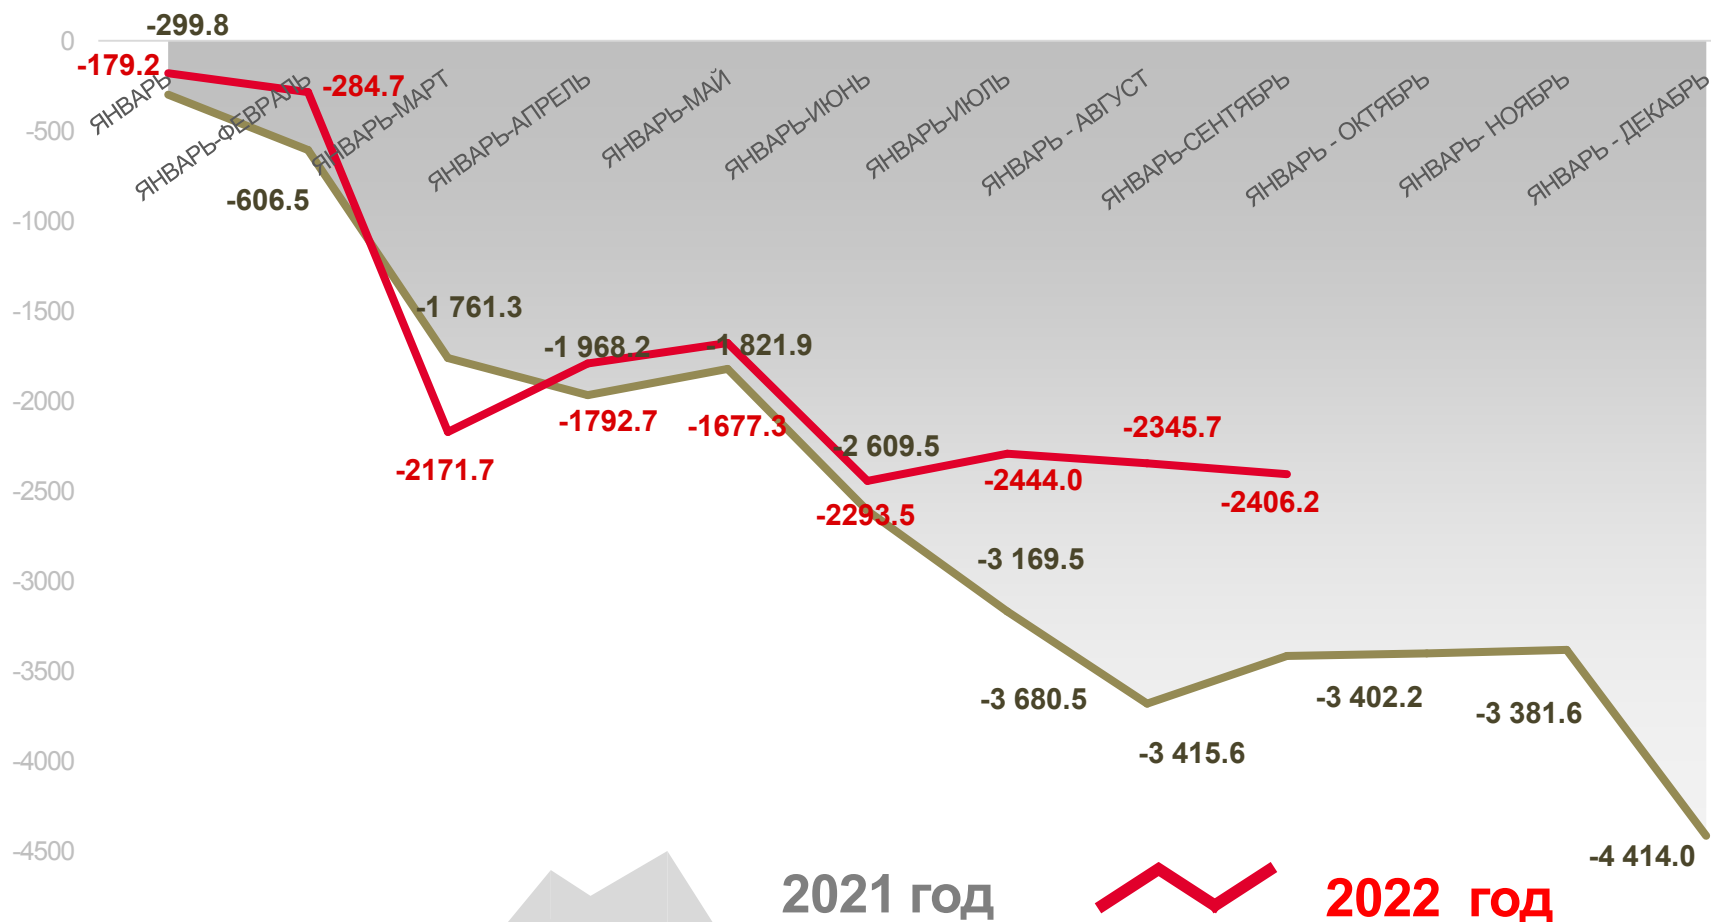 -299.8
0
-179.2
-284.7
ЯНВАРЬ
ЯНВАРЬ-ФЕВРАЛЬ
ЯНВАРЬ-МАРТ
ЯНВАРЬ-АПРЕЛЬ
ЯНВАРЬ-МАЙ
ЯНВАРЬ-ИЮНЬ
ЯНВАРЬ-ИЮЛЬ
ЯНВАРЬ - АВГУСТ
ЯНВАРЬ-СЕНТЯБРЬ
ЯНВАРЬ - ОКТЯБРЬ
ЯНВАРЬ- НОЯБРЬ
ЯНВАРЬ - ДЕКАБРЬ
-500
-606.5
-1000
-1500
-1 761.3
-1 968.2
-1 821.9
-2000
-1792.7
-1677.3
-2 609.5
-2345.7
-2171.7
-2444.0
-2500
-2406.2
-2293.5
-3 169.5
-3000
-3500
-3 680.5
-3 402.2
-3 381.6
-3 415.6
-4000
-4500
-4 414.0
2021 год
2022 год